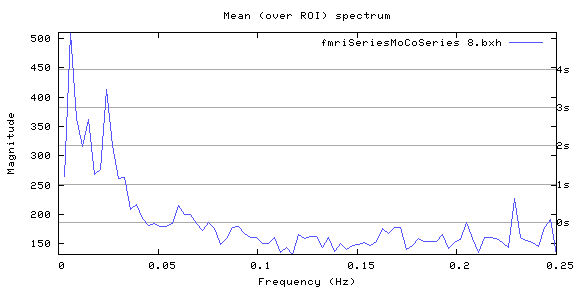 Mean (over ROI) spectrum
fmriSeriesMoCoSeries 8.bxh
500
450
400
350
300
250
200
150
4s
3s
2s
1s
0s
Magnitude
0
0.05
0.1
0.15
0.2
0.25
Frequency (Hz)